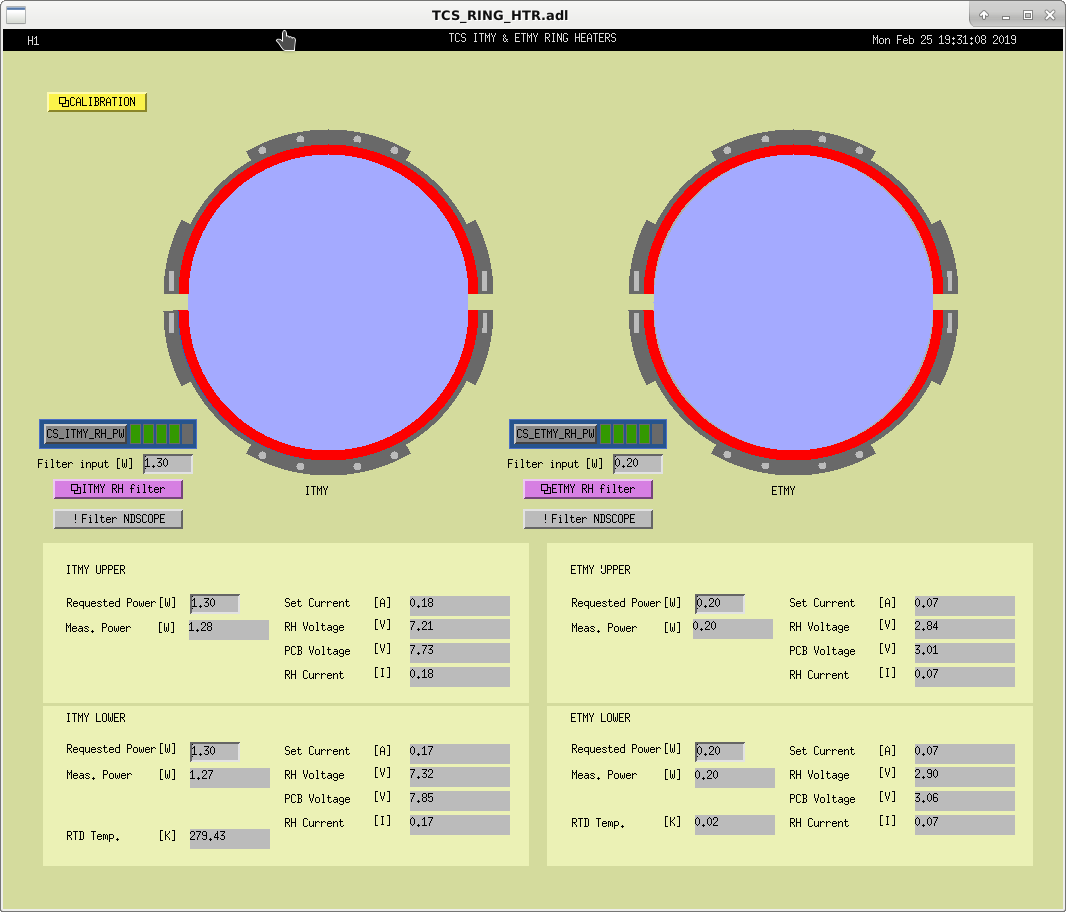 TCS_RING_HTR.adl
H1 TCS ITMY & ETMY RING HEATERS Mon Feb 25 19:31:08 2019
CALIBRATION
CS_ITMY_RH_PW
Filter input [W] 1.30
ITMY RH filter
!Filter NDSCOPE
ITMY
CS_ETMY_RH_PW
Filter input [W] 0.20
ETMY RH filter
!Filter NDSCOPE
ETMY
ITMY UPPER
Requested Power[W] 1.30 Set Current [A] 0.18
Meas. Power [W] 1.28 RH Voltage [V] 7.21
PCB Voltage [V] 7.73
RH Current [I] 0.18
ETMY UPPER
Requested Power[W] 0.20 Set Current [A] 0.07
Meas. Power [W] 0.20 RH Voltage [V] 2.84
PCB Voltage [V] 3.01
RH Current [I] 0.07
ITMY LOWER
Requested Power[W] 1.30 Set Current [A] 0.17
Meas. Power [W] 1.27 RH Voltage [V] 7.32
PCB Voltage [V] 7.85
RH Current [I] 0.17
RTD Temp. [K] 279.43
ETMY LOWER
Requested Power[W] 0.20 Set Current [A] 0.07
Meas. Power [W] 0.20 RH Voltage [V] 2.90
PCB Voltage [V] 3.06
RTD Temp. [K] 0.02 RH Current [I] 0.07